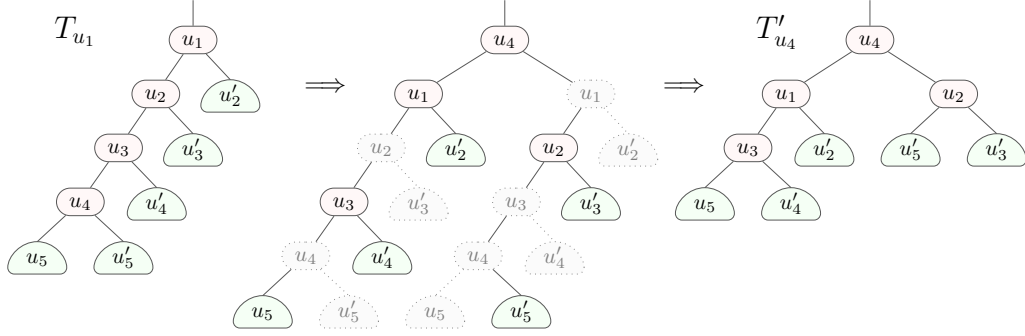 T_{u_1} u_1 ⟹ u_4 ⟹ T'_{u_4} u_4
u_2 u'_2 u_1 u_1 u_1 u_2
u_3 u'_3 u_2 u'_2 u_2 u'_2 u_3 u'_2 u'_5 u'_3
u_4 u'_4 u_3 u'_3 u_3 u'_3 u_5 u'_4
u_5 u'_5 u_4 u'_4 u_4 u'_4
u_5 u'_5 u_5 u'_5